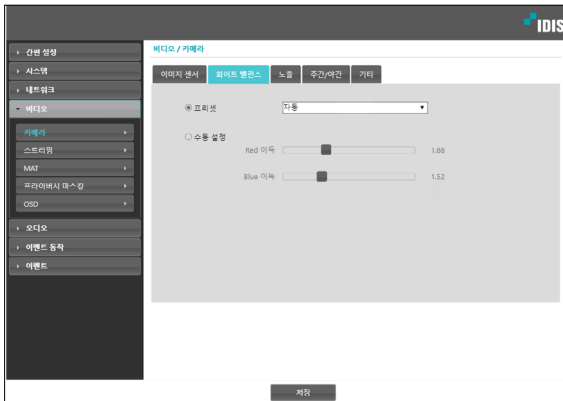 IDIS
간편 설정
시스템
네트워크
비디오
카메라
스트리밍
MAT
프라이버시 마스킹
OSD
오디오
이벤트 동작
이벤트
비디오 / 카메라
이미지 센서
화이트 밸런스
노출
주간/야간
기타
프리셋
자동
수동 설정
Red 이득
1.66
Blue 이득
1.52
저장